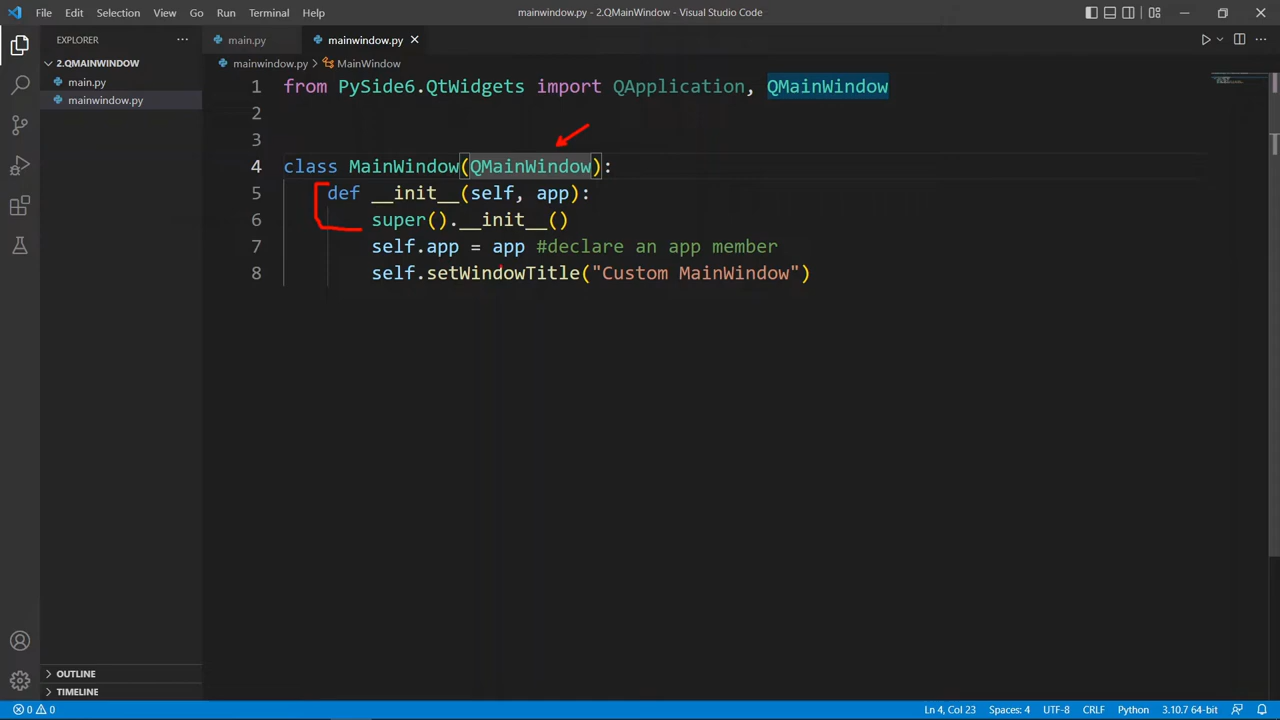 File Edit Selection View Go Run Terminal Help mainwindow.py - 2.QMainWindow - Visual Studio Code
EXPLORER ···
2.QMAINWINDOW
main.py
mainwindow.py
main.py mainwindow.py
mainwindow.py > MainWindow
1 from PySide6.QtWidgets import QApplication, QMainWindow
2
3
4 class MainWindow(QMainWindow):
5 def __init__(self, app):
6 super().__init__()
7 self.app = app #declare an app member
8 self.setWindowTitle("Custom MainWindow")
OUTLINE
TIMELINE
0 0 Ln 4, Col 23 Spaces: 4 UTF-8 CRLF Python 3.10.7 64-bit